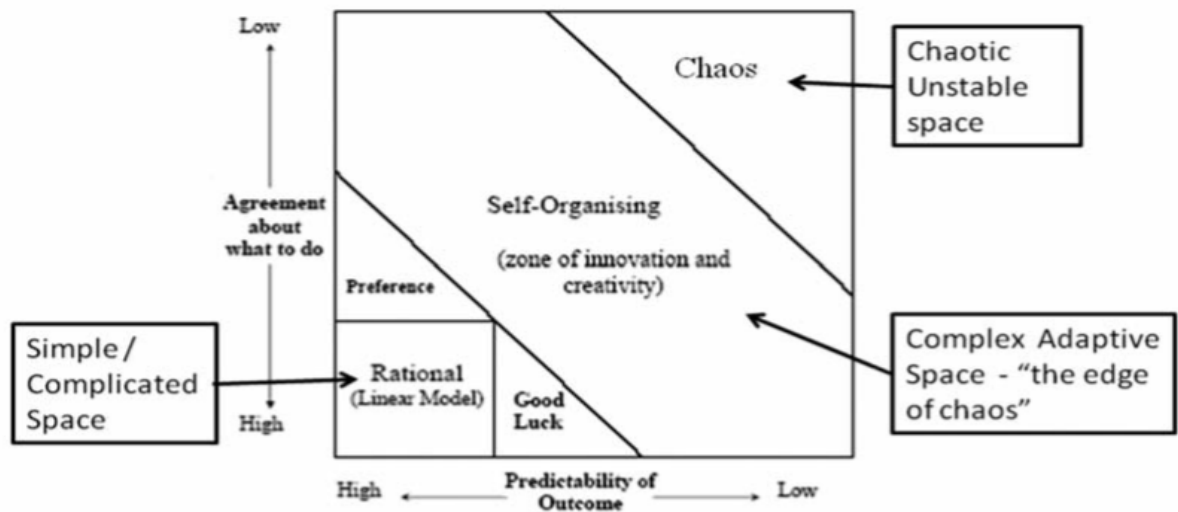 Low
Agreement
about
what to do
High
Chaos
Self-Organising
(zone of innovation and
creativity)
Preference
Rational
(Linear Model)
Good
Luck
High
Predictability of
Outcome
Low
Chaotic
Unstable
space
Simple /
Complicated
Space
Complex Adaptive
Space - “the edge
of chaos”